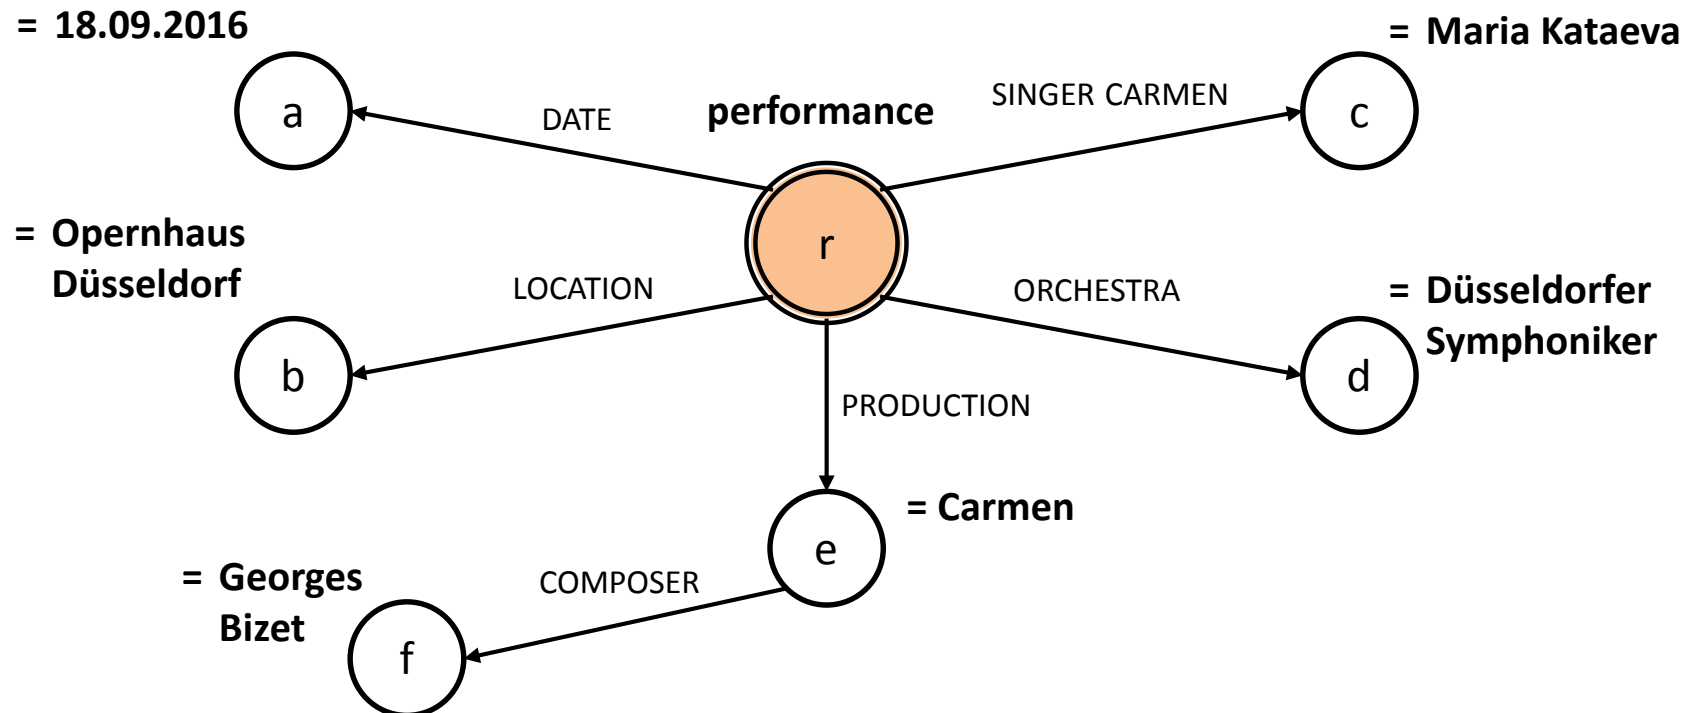 = 18.09.2016
= Maria Kataeva
a
DATE
performance
SINGER CARMEN
c
= Opernhaus
Düsseldorf
r
LOCATION
ORCHESTRA
= Düsseldorfer
Symphoniker
b
d
PRODUCTION
= Carmen
e
= Georges
Bizet
COMPOSER
f